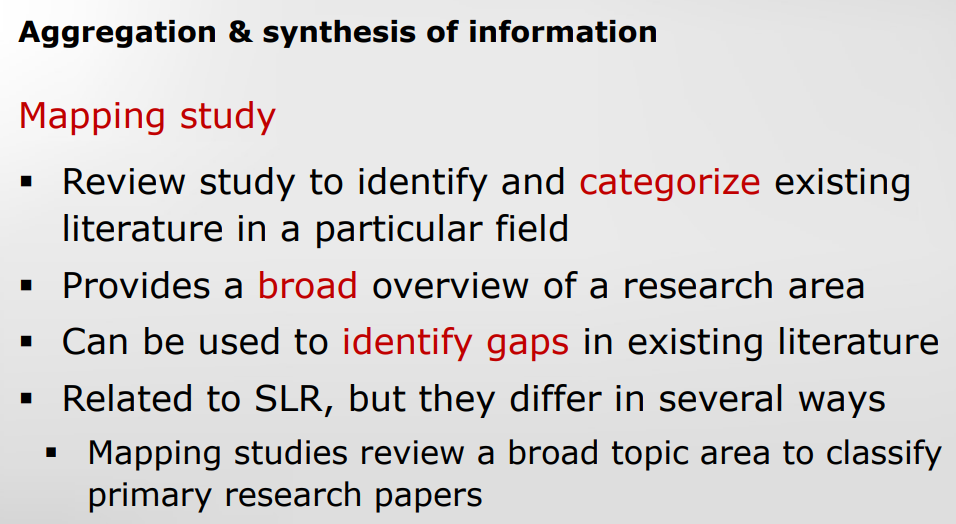 Aggregation & synthesis of information
Mapping study
▪ Review study to identify and categorize existing
literature in a particular field
▪ Provides a broad overview of a research area
▪ Can be used to identify gaps in existing literature
▪ Related to SLR, but they differ in several ways
▪ Mapping studies review a broad topic area to classify
primary research papers